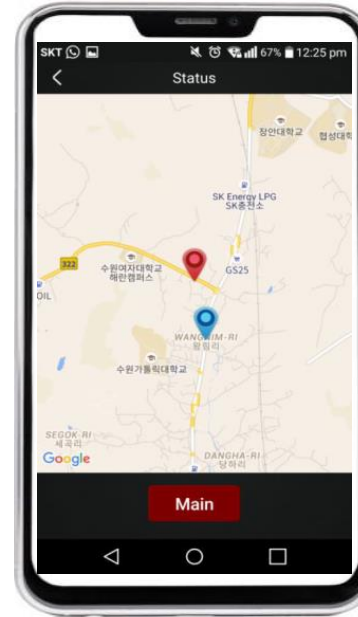 SKT 67% 12:25 pm
Status
장안대학교
협성대학
SK Energy LPG
SK충전소
322
수원여자대학교
해란캠퍼스
GS25
OIL
WANGNIM-RI
왕림리
수원가톨릭대학교
SEGOK-RI
세곡리
Google
DANGHA-RI
당하리
Main